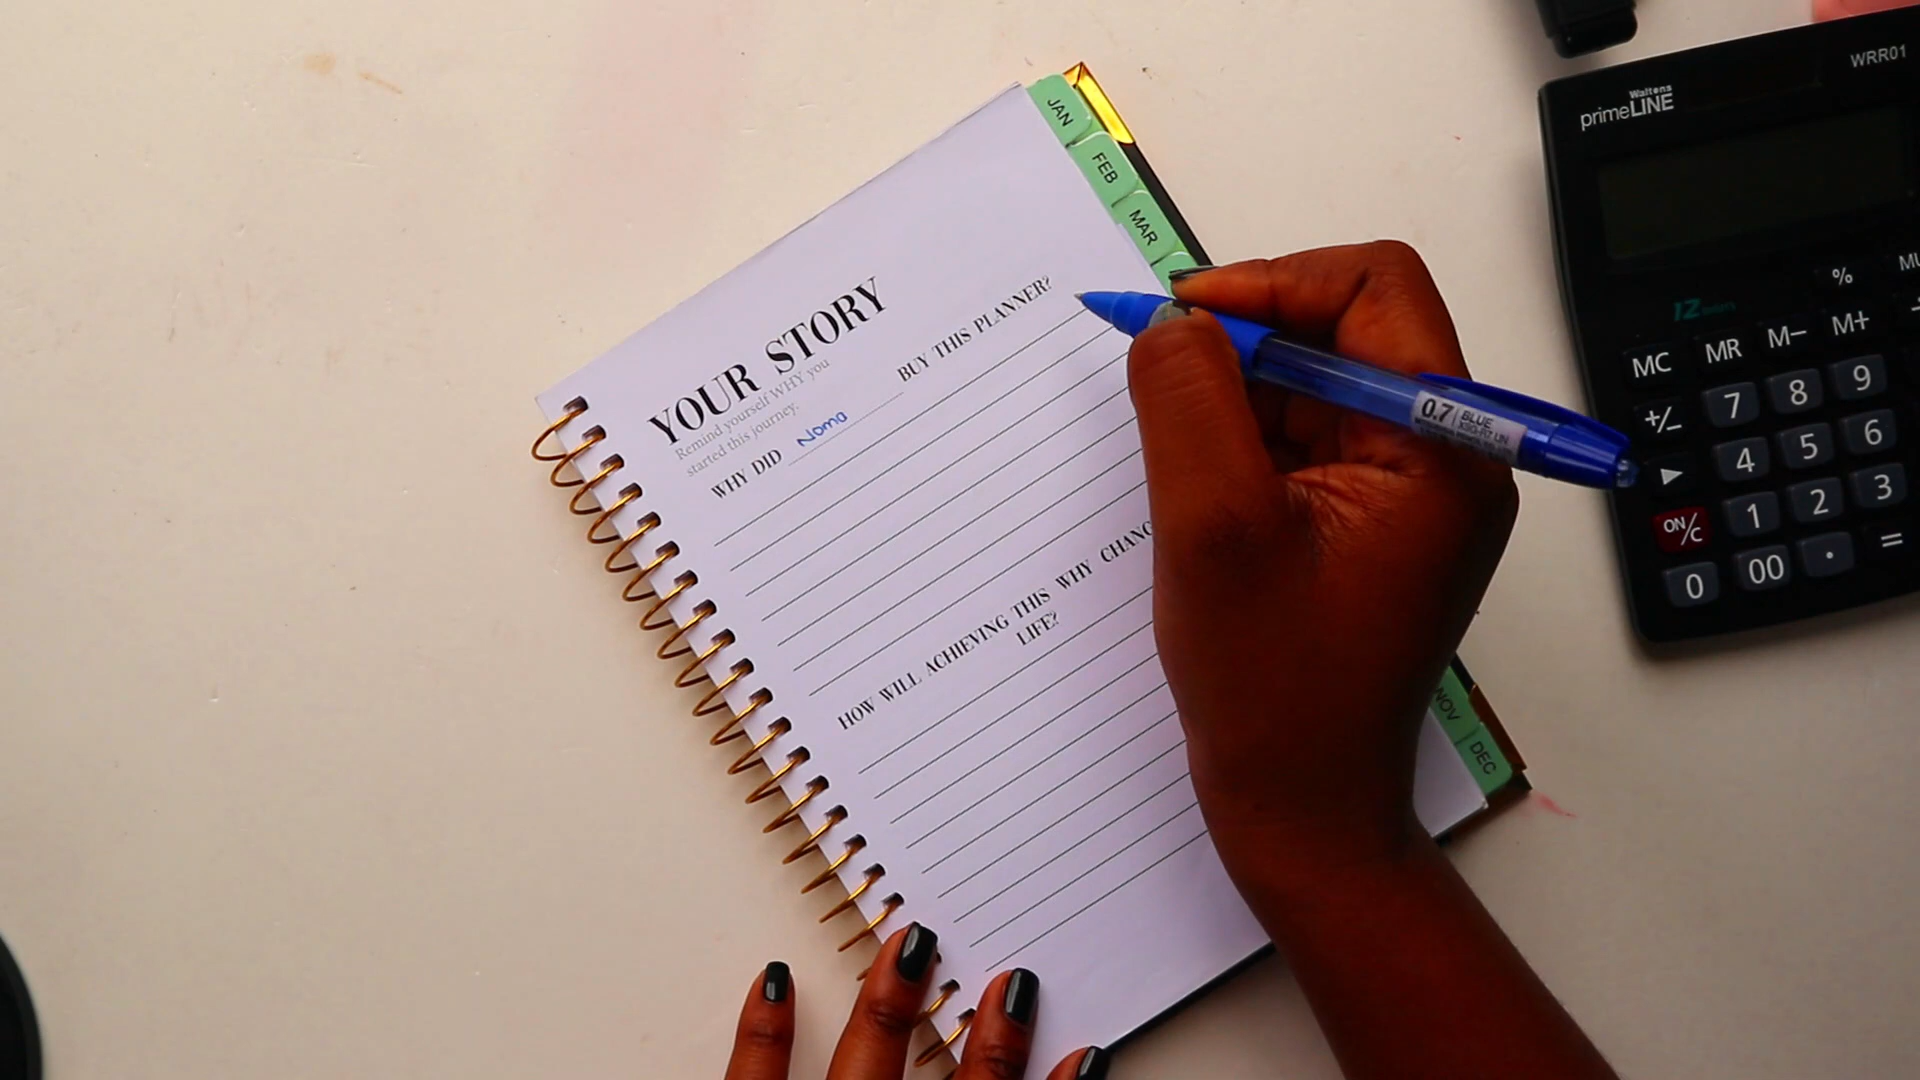 JAN
FEB
MAR
YOUR STORY
Remind yourself WHY you
started this journey.
WHY DID Noma BUY THIS PLANNER?
HOW WILL ACHIEVING THIS WHY
LIFE?
NOV
DEC
0.7 BLUE
Waltens
primeLINE
WRR01
%
MC MR M− M+
+/− 7 8 9
▶ 4 5 6
ON/C 1 2 3
0 00 · =